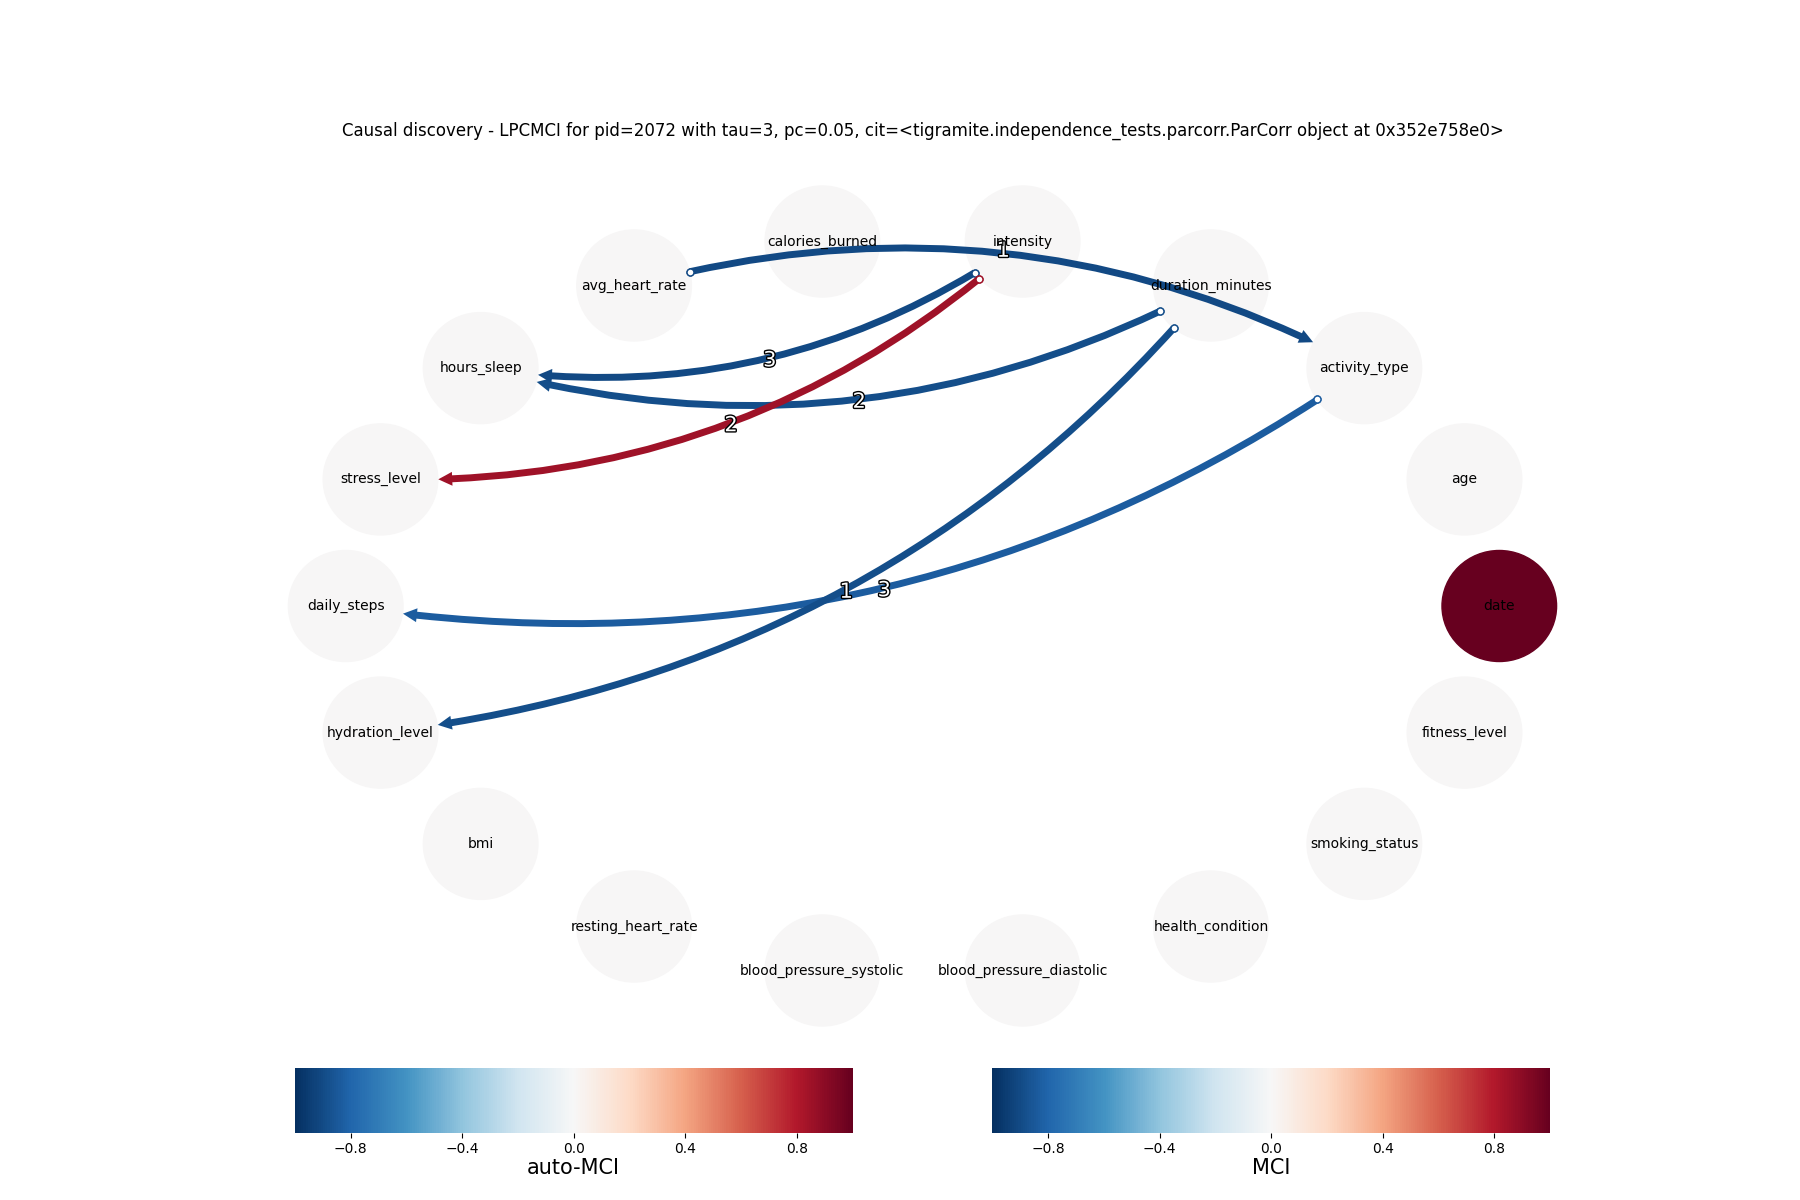 Causal discovery - LPCMCI for pid=2072 with tau=3, pc=0.05, cit=<tigramite.independence_tests.parcorr.ParCorr object at 0x352e758e0>
calories_burned
intensity
1
avg_heart_rate
duration_minutes
3
hours_sleep
activity_type
2
2
stress_level
age
1
3
daily_steps
date
hydration_level
fitness_level
bmi
smoking_status
resting_heart_rate
health_condition
blood_pressure_systolic
blood_pressure_diastolic
−0.8 −0.4 0.0 0.4 0.8
auto-MCI
−0.8 −0.4 0.0 0.4 0.8
MCI